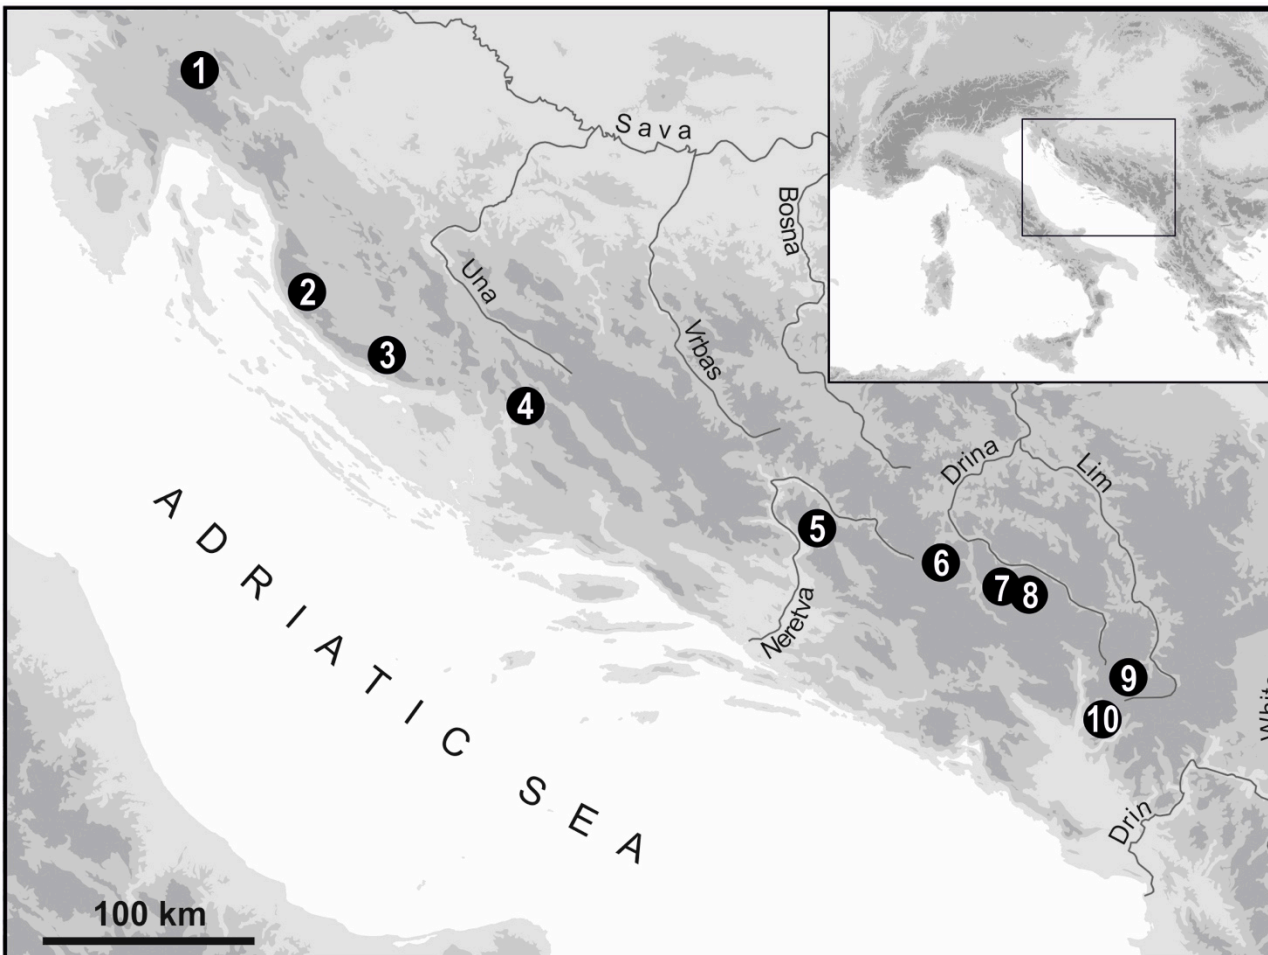 1
Sava
Bosna
2
Una
3
Vrbas
4
Drina
Lim
5
6
7
8
Neretva
9
10
ADRIATIC SEA
Drin
100 km